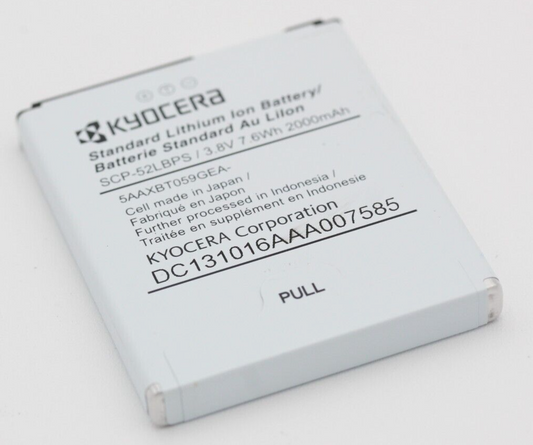 KYOCERA
Standard Lithium Ion Battery/
Batterie Standard Au LiIon
SCP-52LBPS / 3.8V 7.6Wh 2000mAh
5AAXBT059GEA-
Cell made in Japan /
Fabriqué en Japon
Further processed in Indonesia /
Traitée en supplément en Indonesie
KYOCERA Corporation
DC131016AAA007585
PULL